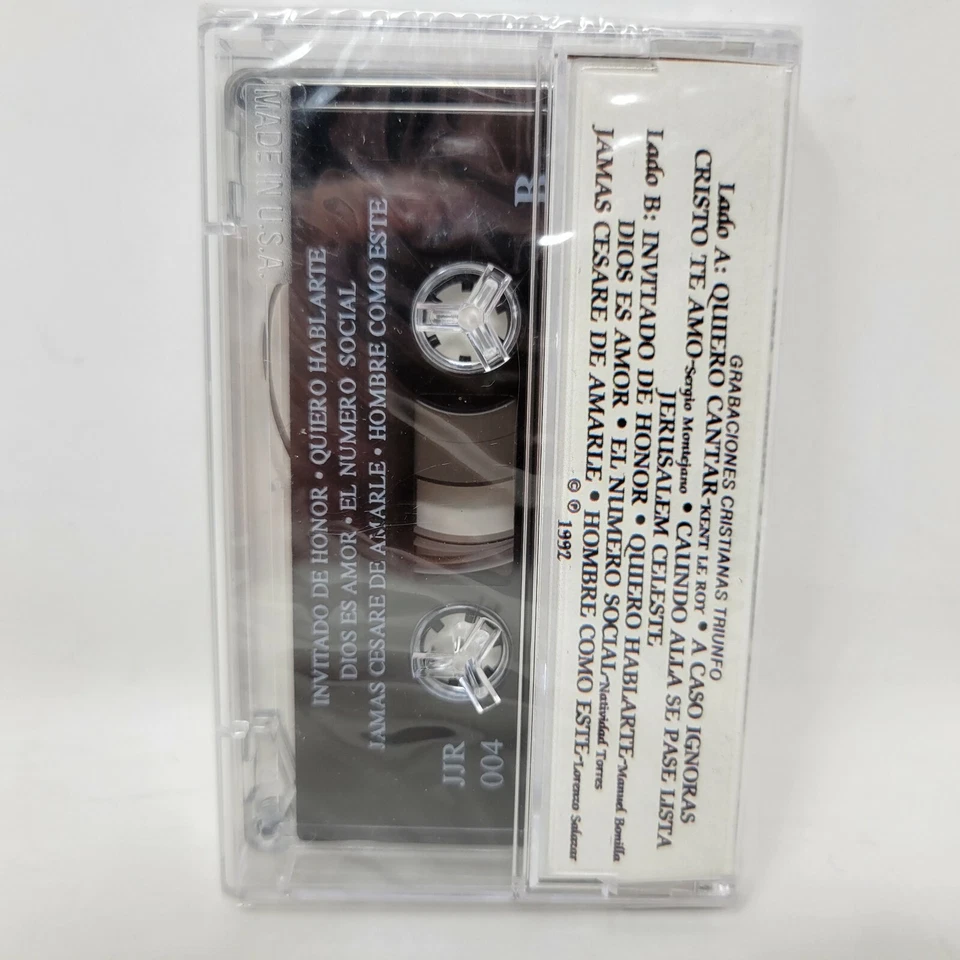 GRABACIONES CRISTIANAS TRIUNFO
Lado A: QUIERO CANTAR-KENT LE ROY • A CASO IGNORAS
CRISTO TE AMO-Sergio Montejano • CAUNDO ALLA SE PASE LISTA
JERUSALEM CELESTE
Lado B: INVITADO DE HONOR • QUIERO HABLARTE-Manuel Bonilla
DIOS ES AMOR • EL NUMERO SOCIAL-Natividad Torres
JAMAS CESARE DE AMARLE • HOMBRE COMO ESTE-Lorenzo Salazar
© ℗ 1992
MADE IN U.S.A.
INVITADO DE HONOR • QUIERO HABLARTE
DIOS ES AMOR • EL NUMERO SOCIAL
JAMAS CESARE DE AMARLE • HOMBRE COMO ESTE
B
JJR
004